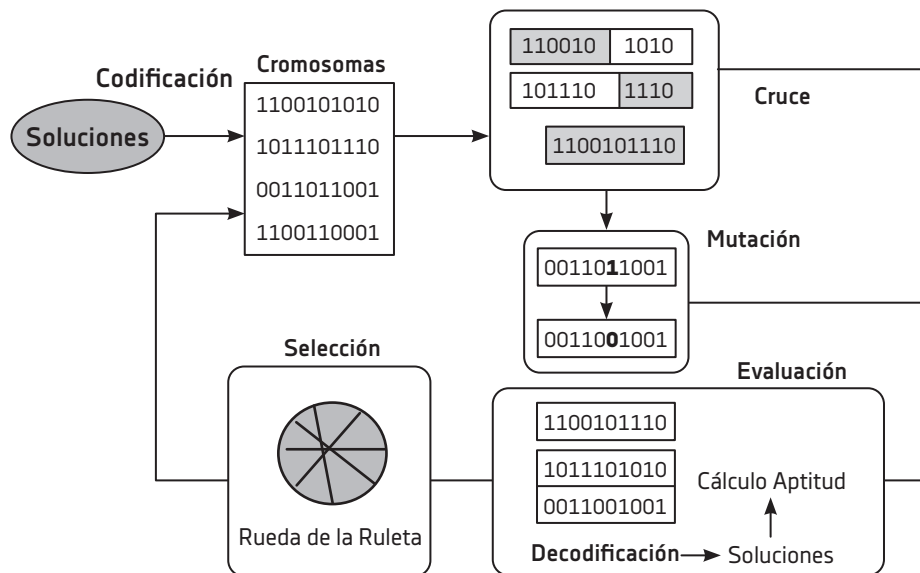 Codificación
Soluciones
Cromosomas
1100101010
1011101110
0011011001
1100110001
110010 1010
101110 1110
1100101110
Cruce
Mutación
0011011001
0011001001
Selección
Rueda de la Ruleta
Evaluación
1100101110
1011101010
0011001001
Cálculo Aptitud
Decodificación Soluciones